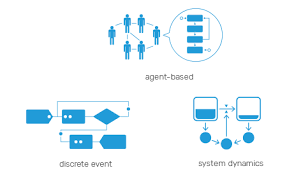 agent-based
discrete event
system dynamics